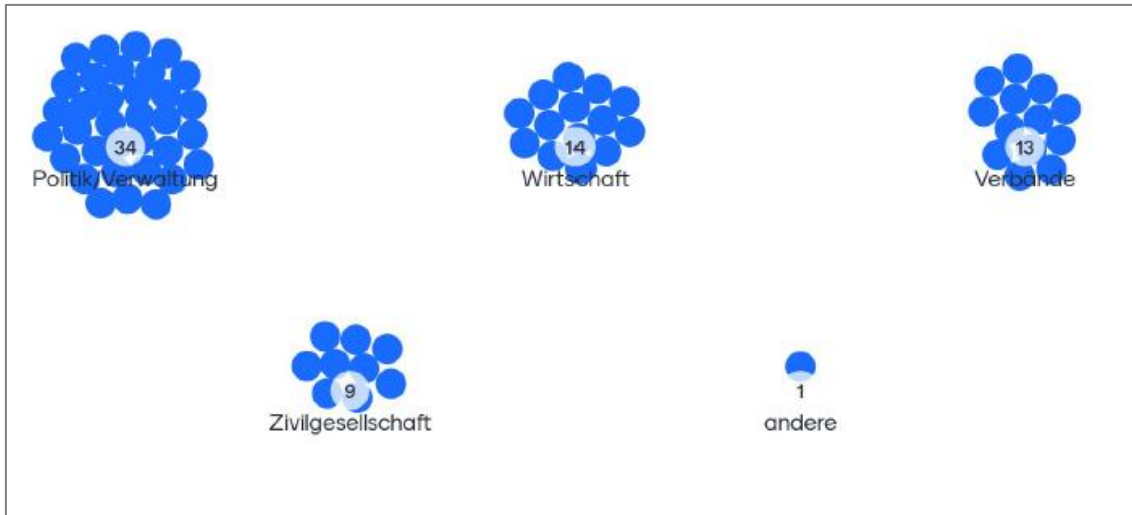 34
Politik/Verwaltung
14
Wirtschaft
13
Verbände
9
Zivilgesellschaft
1
andere